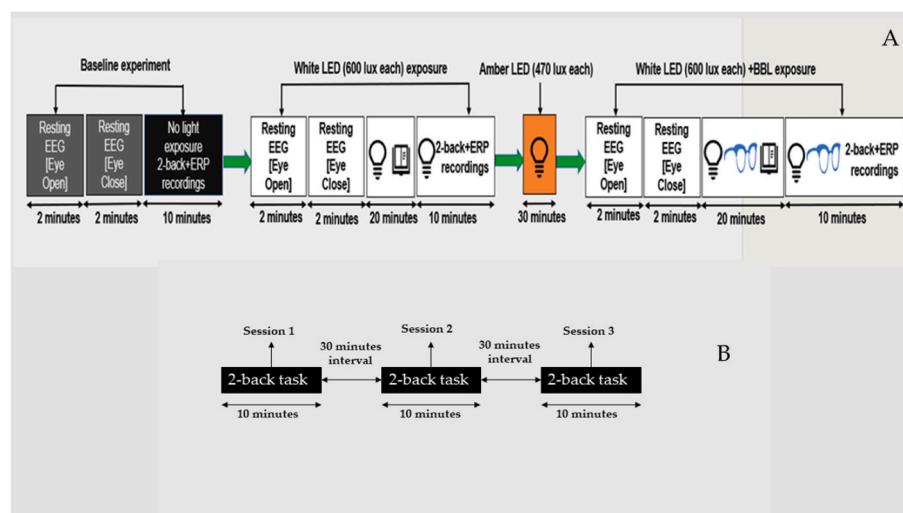 A
Baseline experiment
White LED (600 lux each) exposure
Amber LED (470 lux each)
White LED (600 lux each) +BBL exposure
Resting
EEG
[Eye
Open]
Resting
EEG
[Eye
Close]
No light
exposure
2-back+ERP
recordings
Resting
EEG
[Eye
Open]
Resting
EEG
[Eye
Close]
2-back+ERP
recordings
Resting
EEG
[Eye
Open]
Resting
EEG
[Eye
Close]
2-back+ERP
recordings
2 minutes
2 minutes
10 minutes
2 minutes
2 minutes
20 minutes
10 minutes
30 minutes
2 minutes
2 minutes
20 minutes
10 minutes
B
Session 1
Session 2
Session 3
30 minutes
interval
30 minutes
interval
2-back task
2-back task
2-back task
10 minutes
10 minutes
10 minutes